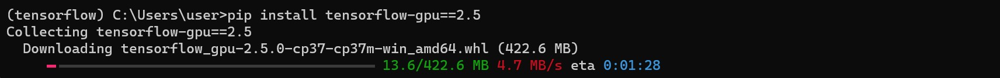 (tensorflow) C:\Users\user>pip install tensorflow-gpu==2.5
Collecting tensorflow-gpu==2.5
  Downloading tensorflow_gpu-2.5.0-cp37-cp37m-win_amd64.whl (422.6 MB)
13.6/422.6 MB 4.7 MB/s eta 0:01:28